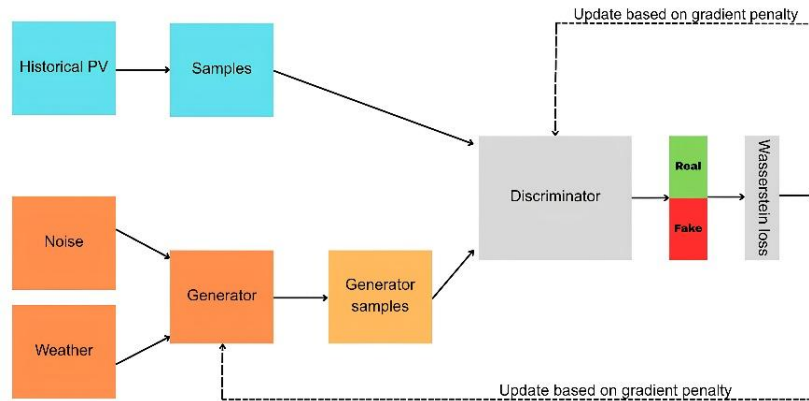 Update based on gradient penalty
Historical PV
Samples
Discriminator
Real
Fake
Wasserstein loss
Noise
Weather
Generator
Generator
samples
Update based on gradient penalty